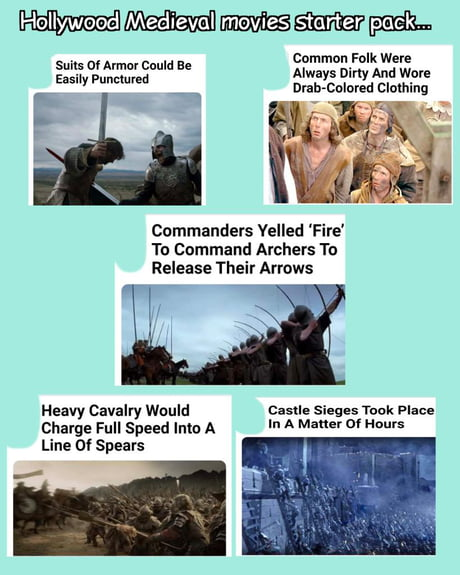 Hollywood Medieval movies starter pack...
Suits Of Armor Could Be
Easily Punctured
Common Folk Were
Always Dirty And Wore
Drab-Colored Clothing
Commanders Yelled ‘Fire’
To Command Archers To
Release Their Arrows
Heavy Cavalry Would
Charge Full Speed Into A
Line Of Spears
Castle Sieges Took Place
In A Matter Of Hours